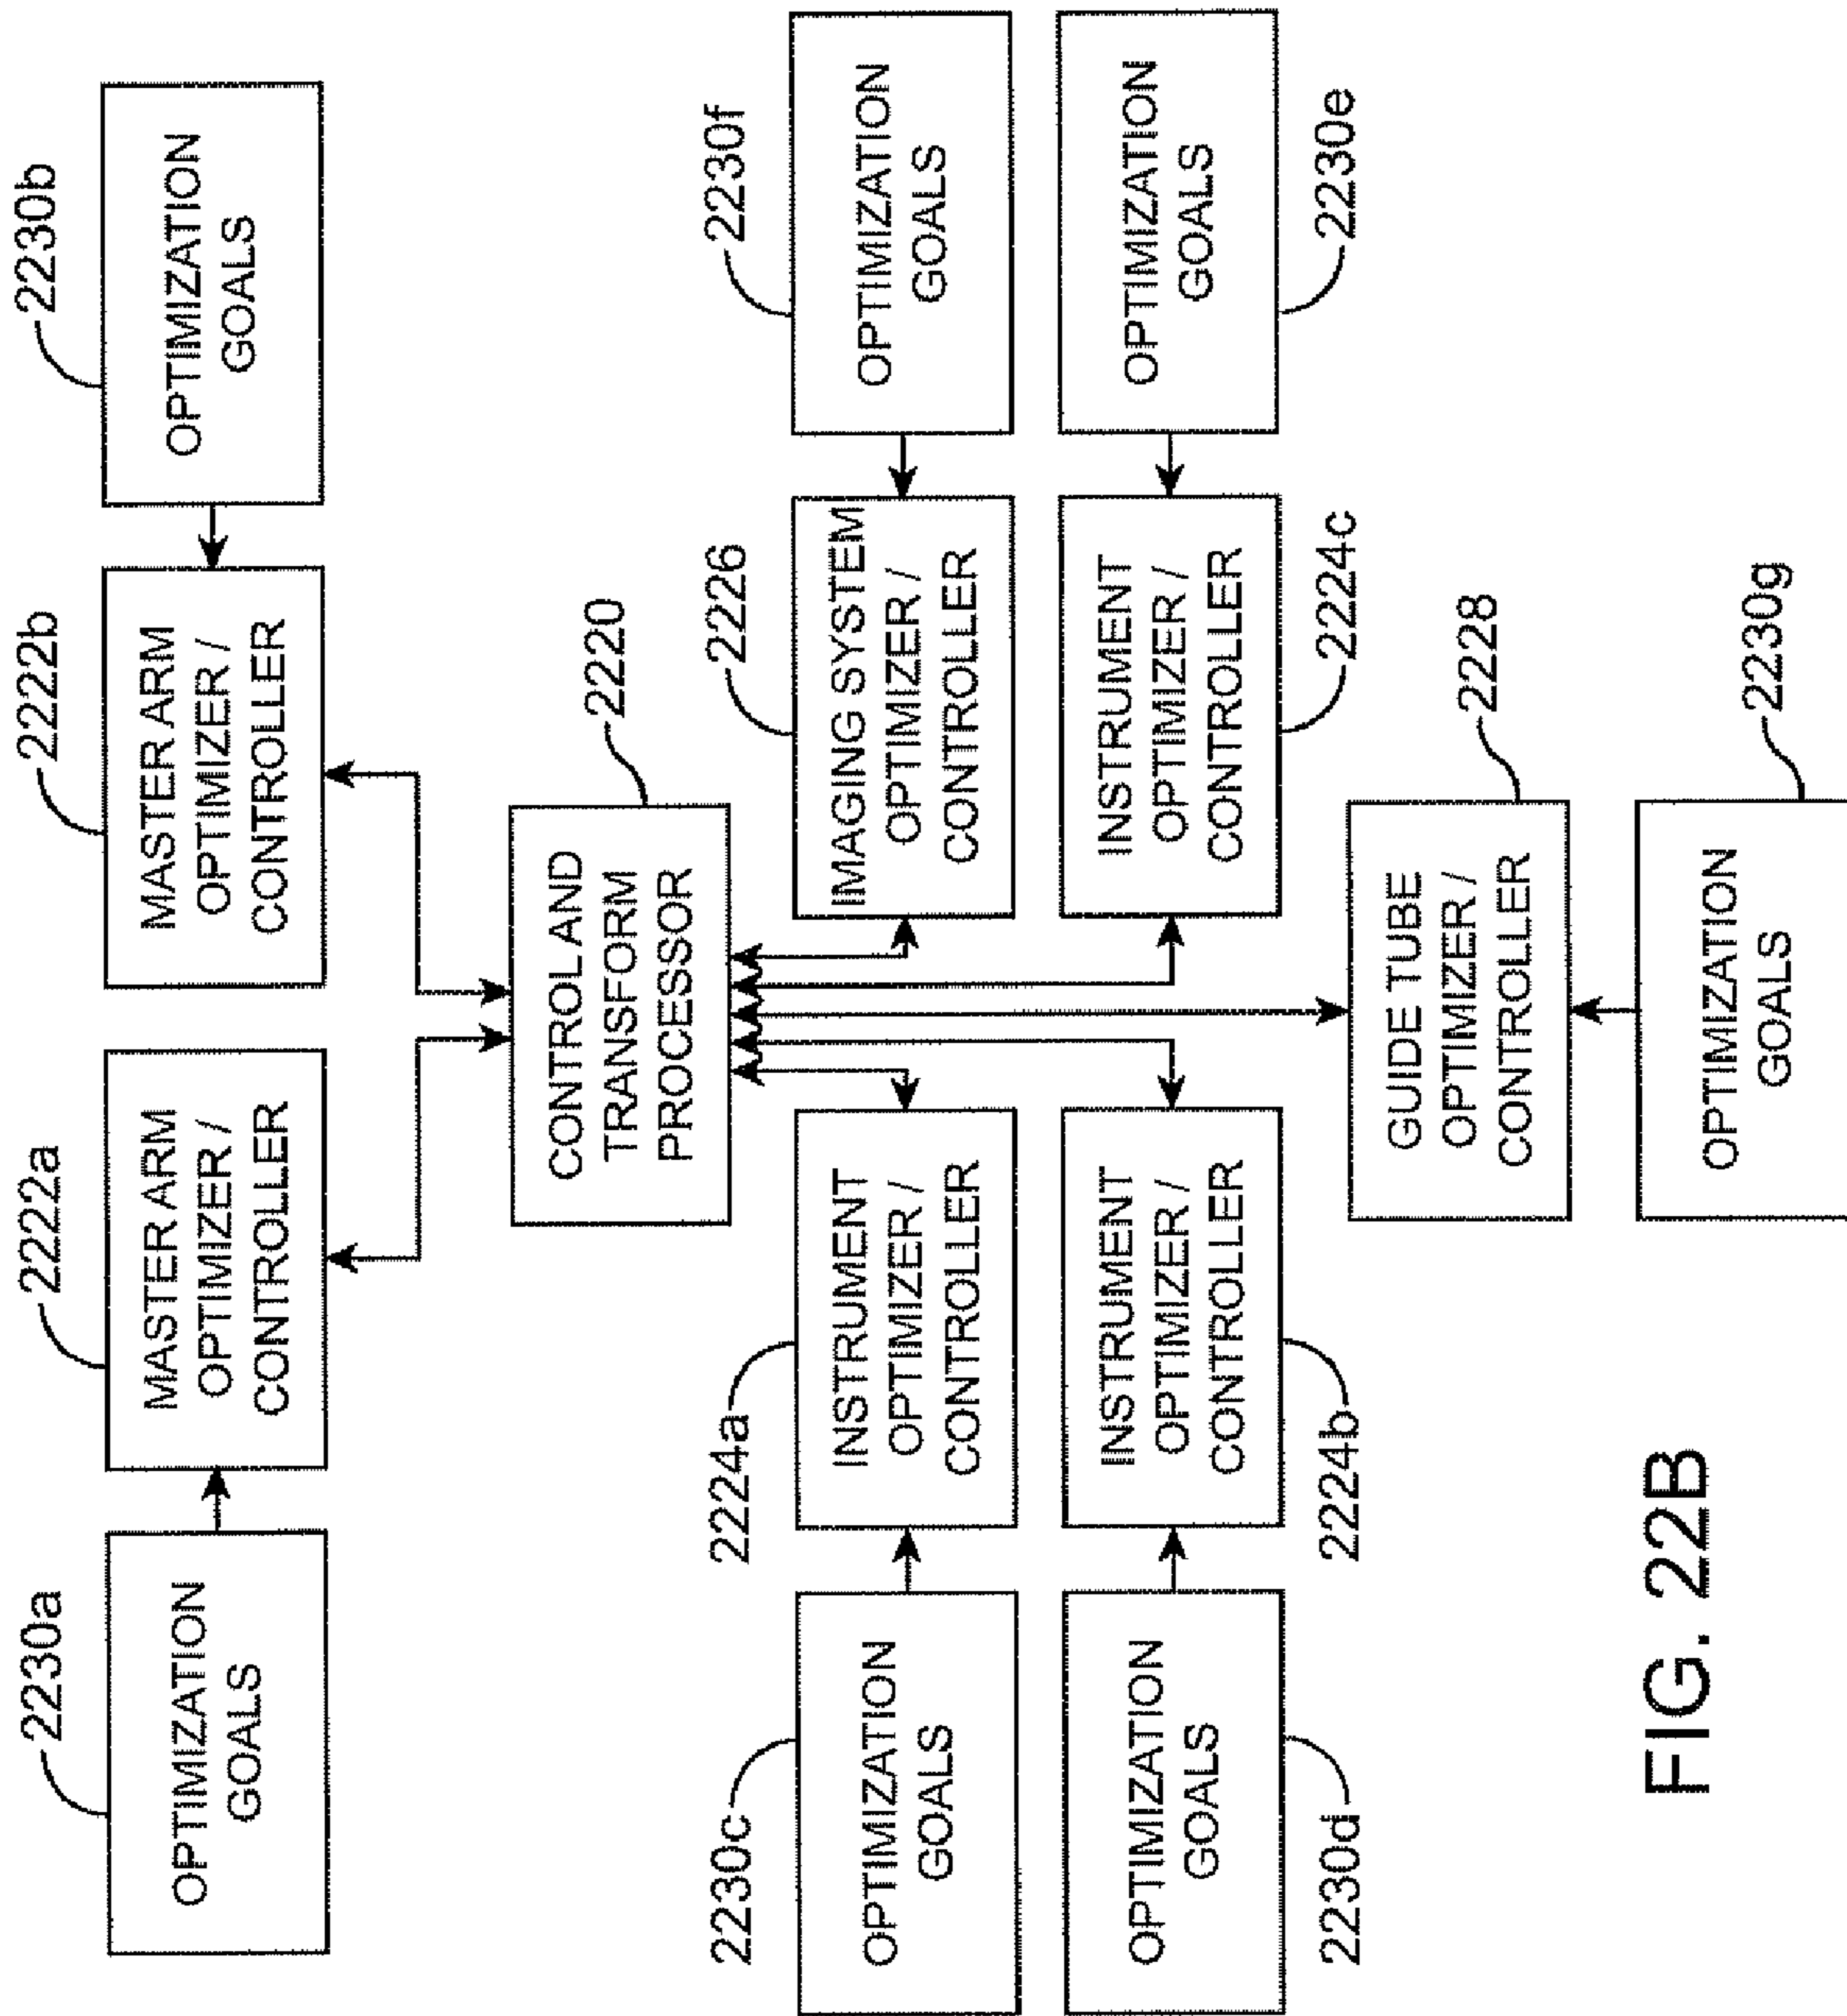 2230a
OPTIMIZATION
GOALS
2222a
MASTER ARM
OPTIMIZER /
CONTROLLER
2222b
MASTER ARM
OPTIMIZER /
CONTROLLER
2230b
OPTIMIZATION
GOALS
CONTROL AND
TRANSFORM
PROCESSOR
2220
2230c
OPTIMIZATION
GOALS
2224a
INSTRUMENT
OPTIMIZER /
CONTROLLER
2226
IMAGING SYSTEM
OPTIMIZER /
CONTROLLER
2230f
OPTIMIZATION
GOALS
OPTIMIZATION
GOALS
2230d
INSTRUMENT
OPTIMIZER /
CONTROLLER
2224b
INSTRUMENT
OPTIMIZER /
CONTROLLER
2224c
OPTIMIZATION
GOALS
2230e
GUIDE TUBE
OPTIMIZER /
CONTROLLER
2228
OPTIMIZATION
GOALS
2230g
FIG. 22B